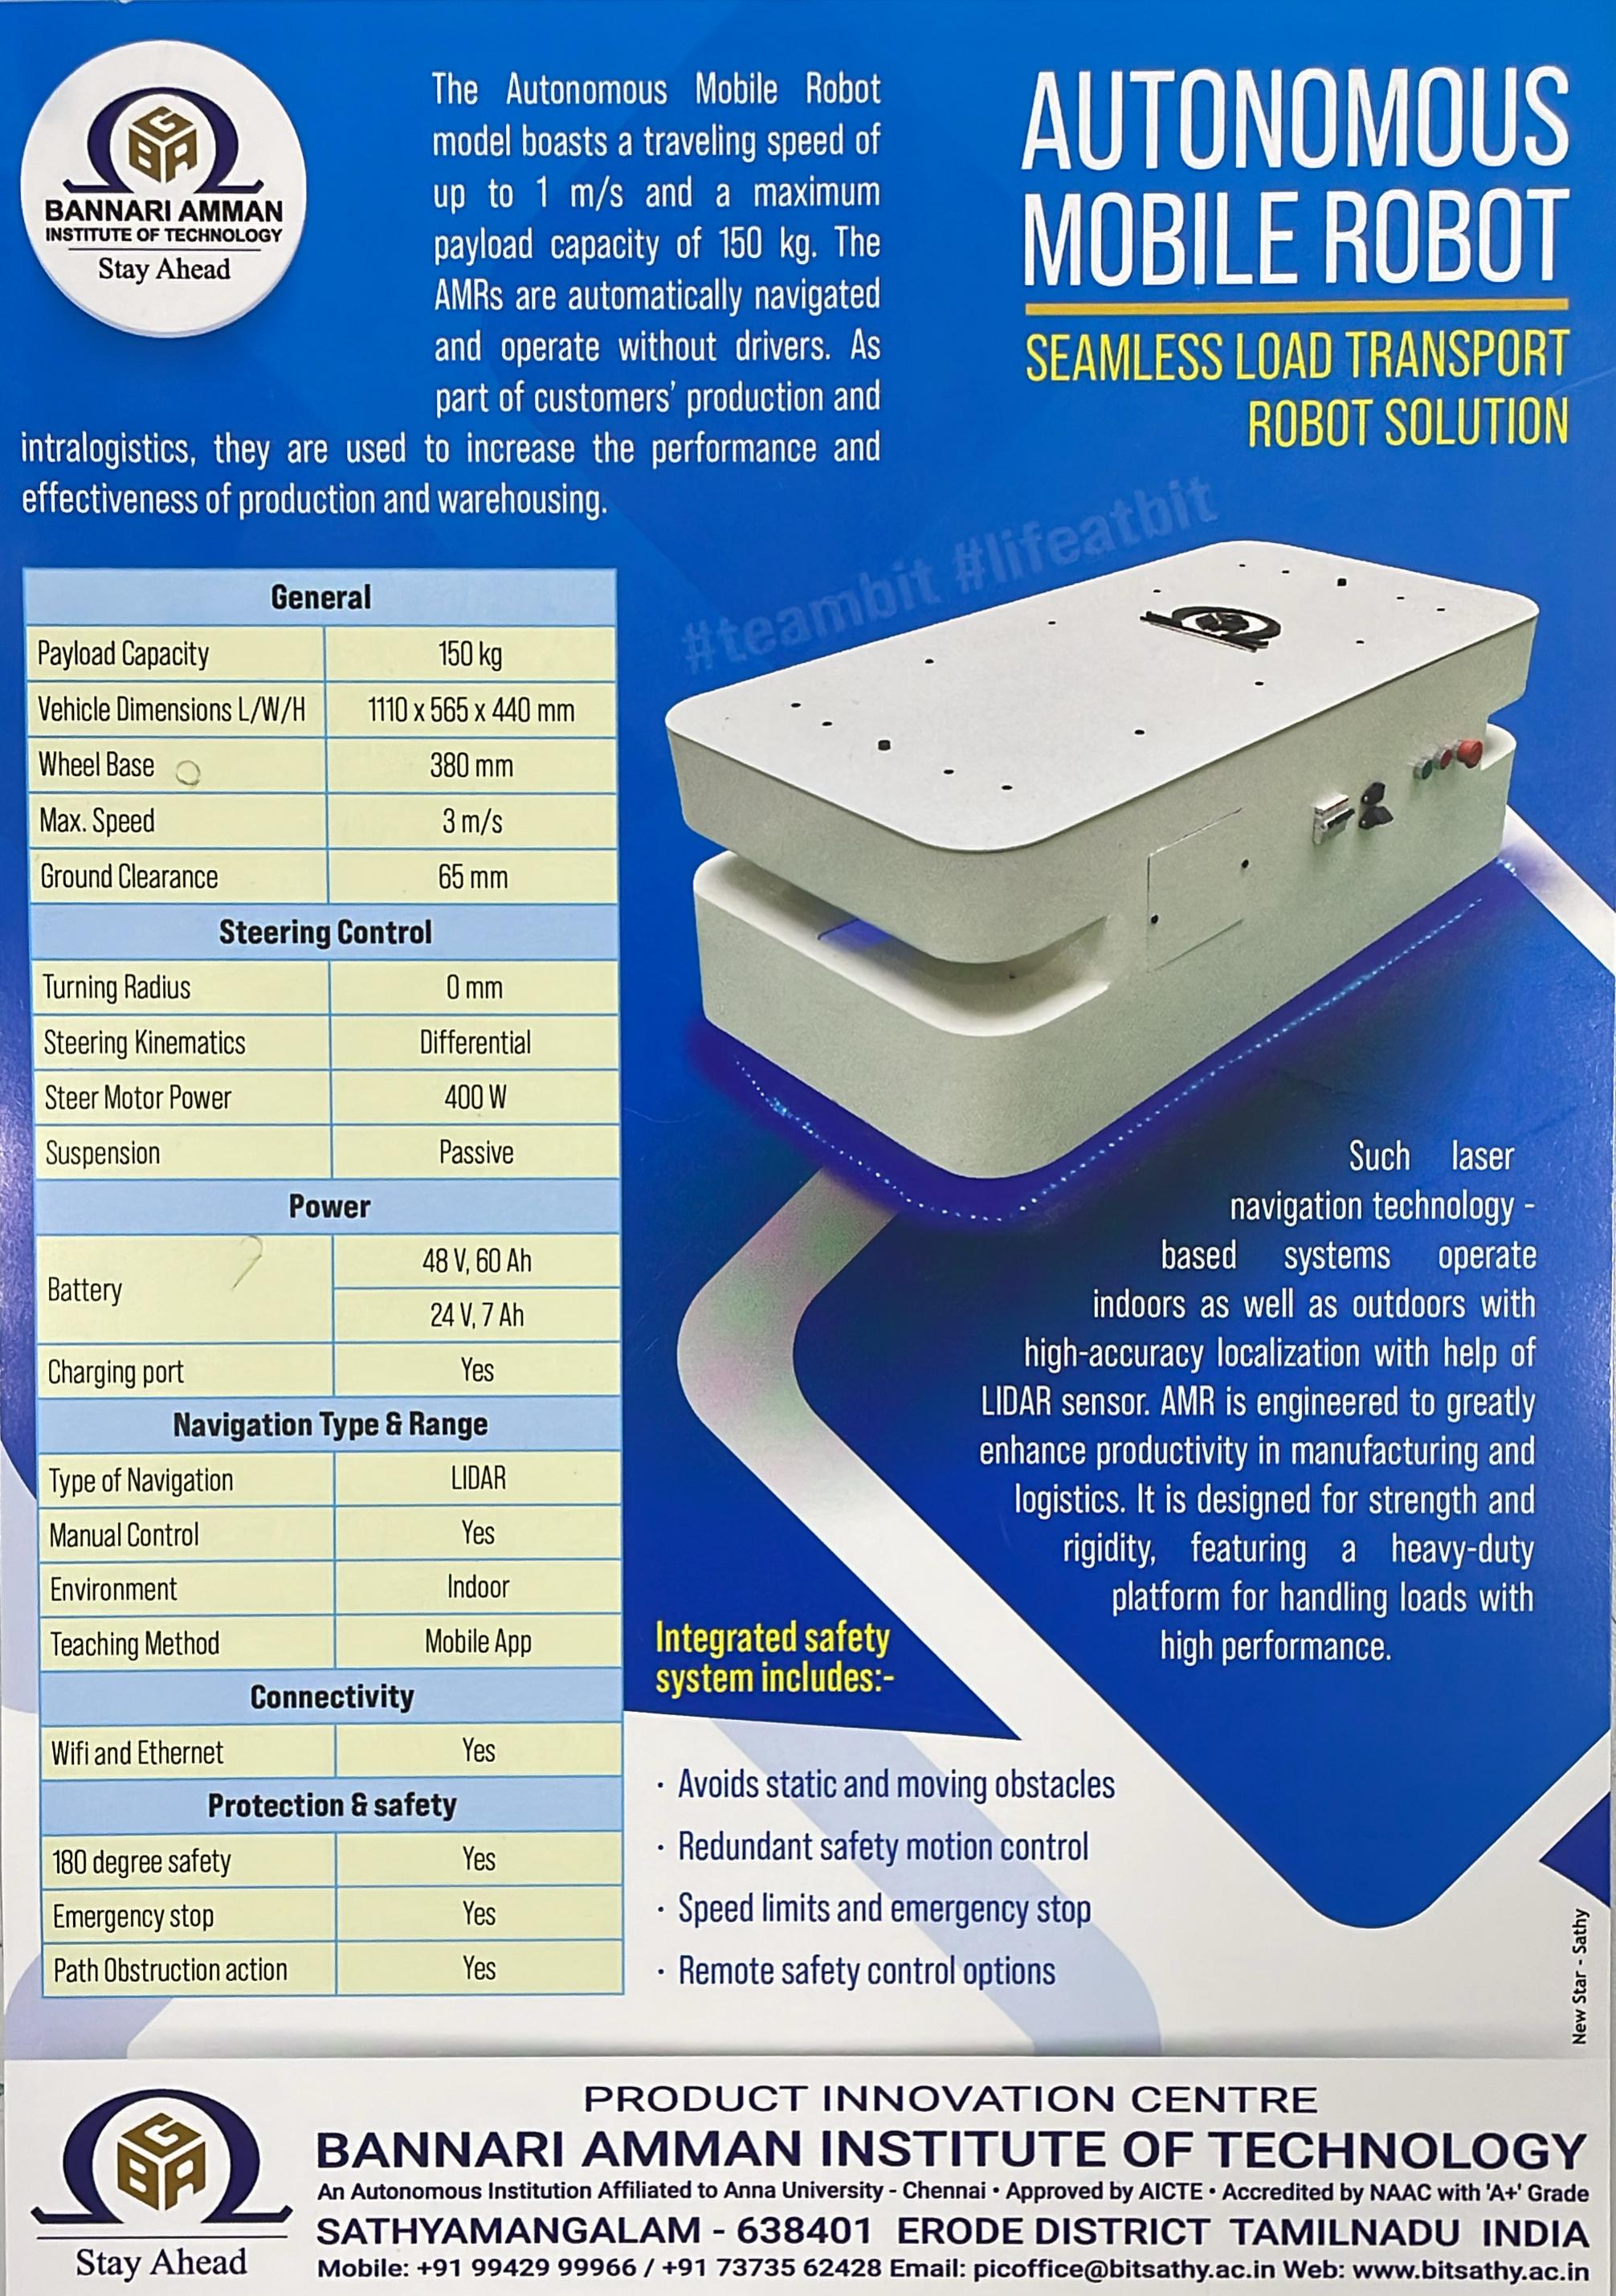 GBA
BANNARI AMMAN
INSTITUTE OF TECHNOLOGY
Stay Ahead
The Autonomous Mobile Robot
model boasts a traveling speed of
up to 1 m/s and a maximum
payload capacity of 150 kg. The
AMRs are automatically navigated
and operate without drivers. As
part of customers' production and
intralogistics, they are used to increase the performance and
effectiveness of production and warehousing.
AUTONOMOUS
MOBILE ROBOT
SEAMLESS LOAD TRANSPORT
ROBOT SOLUTION
#teambit #lifeatbit
General
Payload Capacity 150 kg
Vehicle Dimensions L/W/H 1110 x 565 x 440 mm
Wheel Base 380 mm
Max. Speed 3 m/s
Ground Clearance 65 mm
Steering Control
Turning Radius 0 mm
Steering Kinematics Differential
Steer Motor Power 400 W
Suspension Passive
Power
Battery 48 V, 60 Ah
24 V, 7 Ah
Charging port Yes
Navigation Type & Range
Type of Navigation LIDAR
Manual Control Yes
Environment Indoor
Teaching Method Mobile App
Connectivity
Wifi and Ethernet Yes
Protection & safety
180 degree safety Yes
Emergency stop Yes
Path Obstruction action Yes
Such laser
navigation technology -
based systems operate
indoors as well as outdoors with
high-accuracy localization with help of
LIDAR sensor. AMR is engineered to greatly
enhance productivity in manufacturing and
logistics. It is designed for strength and
rigidity, featuring a heavy-duty
platform for handling loads with
high performance.
Integrated safety
system includes:-
· Avoids static and moving obstacles
· Redundant safety motion control
· Speed limits and emergency stop
· Remote safety control options
New Star - Sathy
GBA
Stay Ahead
PRODUCT INNOVATION CENTRE
BANNARI AMMAN INSTITUTE OF TECHNOLOGY
An Autonomous Institution Affiliated to Anna University - Chennai • Approved by AICTE • Accredited by NAAC with 'A+' Grade
SATHYAMANGALAM - 638401 ERODE DISTRICT TAMILNADU INDIA
Mobile: +91 99429 99966 / +91 73735 62428 Email: picoffice@bitsathy.ac.in Web: www.bitsathy.ac.in